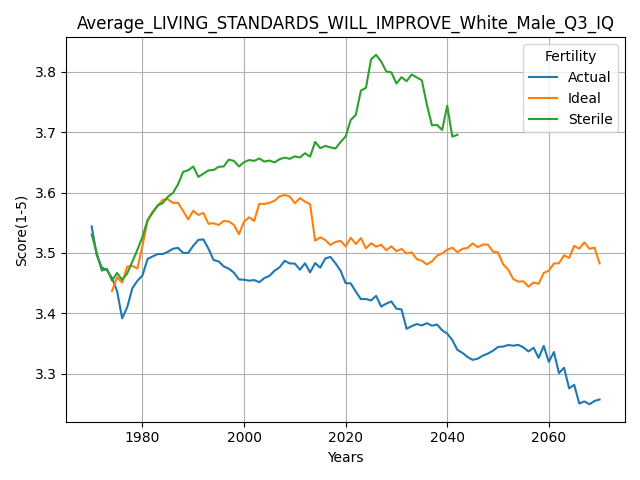 Average_LIVING_STANDARDS_WILL_IMPROVE_White_Male_Q3_IQ
Fertility
Actual
Ideal
Sterile
Score(1-5)
3.8
3.7
3.6
3.5
3.4
3.3
1980 2000 2020 2040 2060
Years